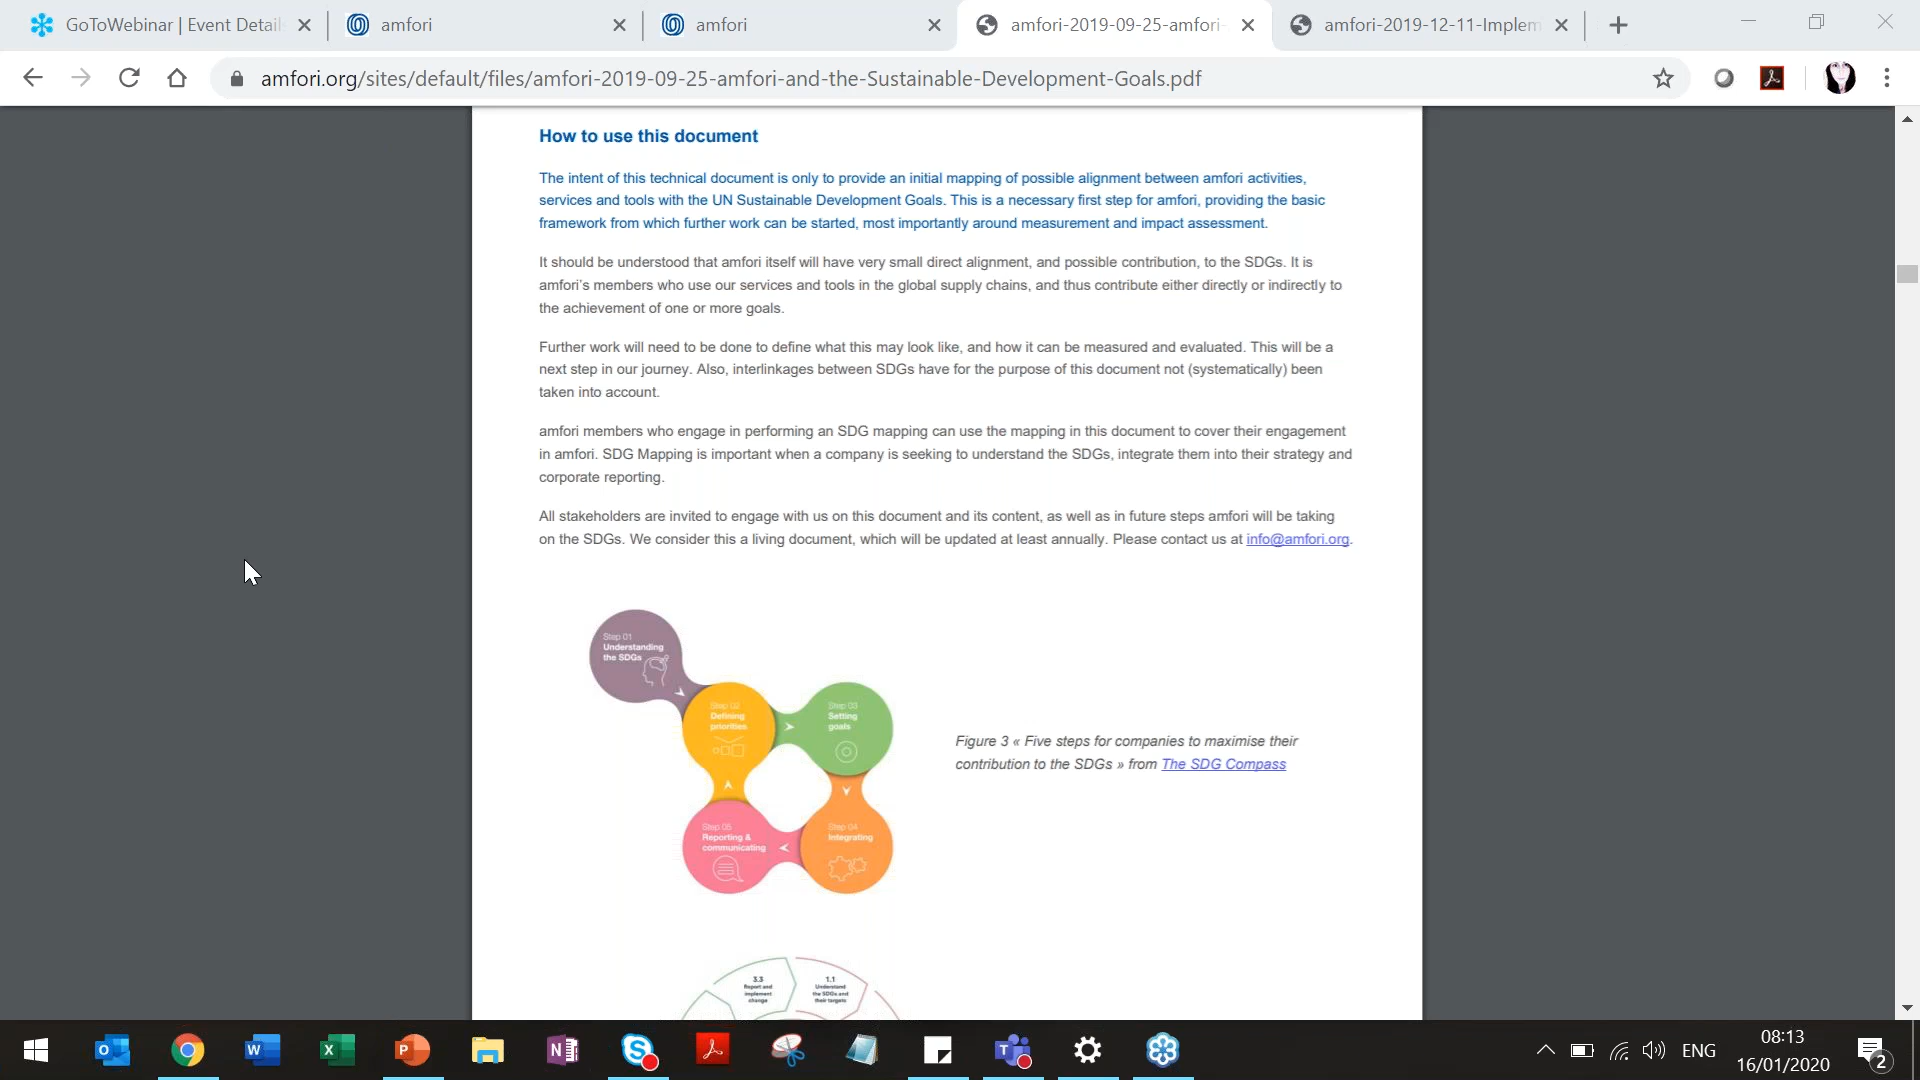 GoToWebinar | Event Details
amfori
amfori
amfori-2019-09-25-amfori-
amfori-2019-12-11-Implem
amfori.org/sites/default/files/amfori-2019-09-25-amfori-and-the-Sustainable-Development-Goals.pdf
How to use this document
The intent of this technical document is only to provide an initial mapping of possible alignment between amfori activities,
services and tools with the UN Sustainable Development Goals. This is a necessary first step for amfori, providing the basic
framework from which further work can be started, most importantly around measurement and impact assessment.
It should be understood that amfori itself will have very small direct alignment, and possible contribution, to the SDGs. It is
amfori's members who use our services and tools in the global supply chains, and thus contribute either directly or indirectly to
the achievement of one or more goals.
Further work will need to be done to define what this may look like, and how it can be measured and evaluated. This will be a
next step in our journey. Also, interlinkages between SDGs have for the purpose of this document not (systematically) been
taken into account.
amfori members who engage in performing an SDG mapping can use the mapping in this document to cover their engagement
in amfori. SDG Mapping is important when a company is seeking to understand the SDGs, integrate them into their strategy and
corporate reporting.
All stakeholders are invited to engage with us on this document and its content, as well as in future steps amfori will be taking
on the SDGs. We consider this a living document, which will be updated at least annually. Please contact us at info@amfori.org.
Step 01
Understanding
the SDGs
Step 02
Defining
priorities
Step 03
Setting
goals
Step 05
Reporting &
communicating
Step 04
Integrating
Figure 3 « Five steps for companies to maximise their
contribution to the SDGs » from The SDG Compass
3.3
Report and
implement
change
1.1
Understand
the SDGs and
their targets
ENG
08:13
16/01/2020
2